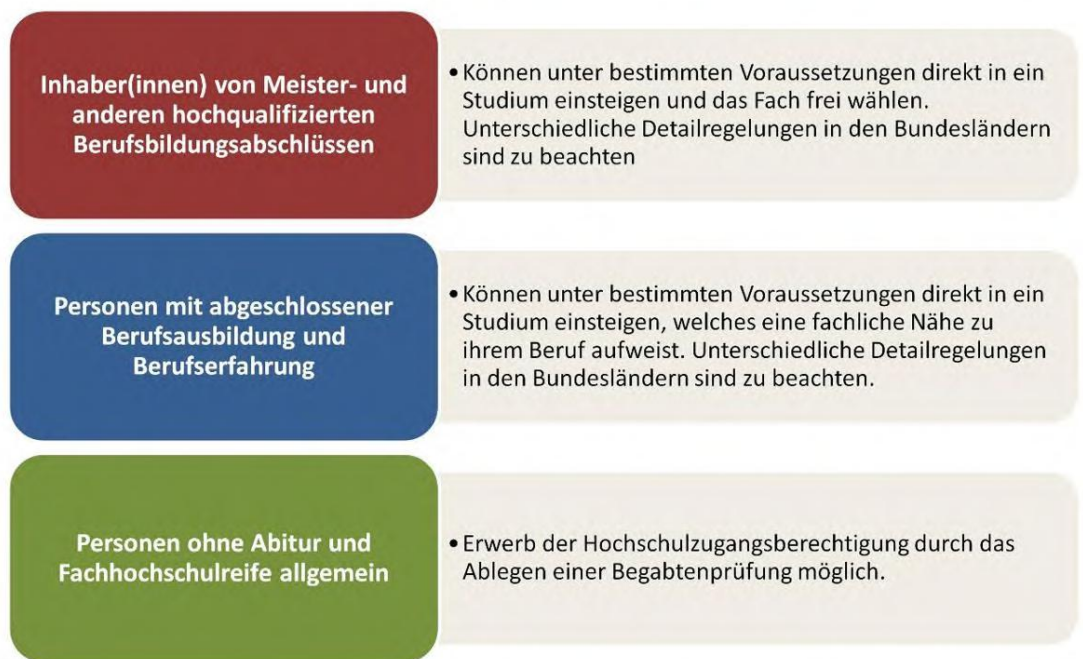 Inhaber(innen) von Meister- und
anderen hochqualifizierten
Berufsbildungsabschlüssen
• Können unter bestimmten Voraussetzungen direkt in ein
Studium einsteigen und das Fach frei wählen.
Unterschiedliche Detailregelungen in den Bundesländern
sind zu beachten
Personen mit abgeschlossener
Berufsausbildung und
Berufserfahrung
• Können unter bestimmten Voraussetzungen direkt in ein
Studium einsteigen, welches eine fachliche Nähe zu
ihrem Beruf aufweist. Unterschiedliche Detailregelungen
in den Bundesländern sind zu beachten.
Personen ohne Abitur und
Fachhochschulreife allgemein
• Erwerb der Hochschulzugangsberechtigung durch das
Ablegen einer Begabtenprüfung möglich.